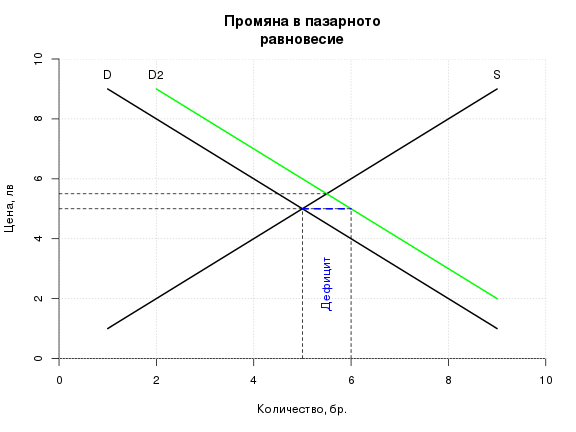 Промяна в пазарното
равновесие
D
D2
S
10
8
6
4
2
0
Цена, лв
Дефицит
0
2
4
6
8
10
Количество, бр.